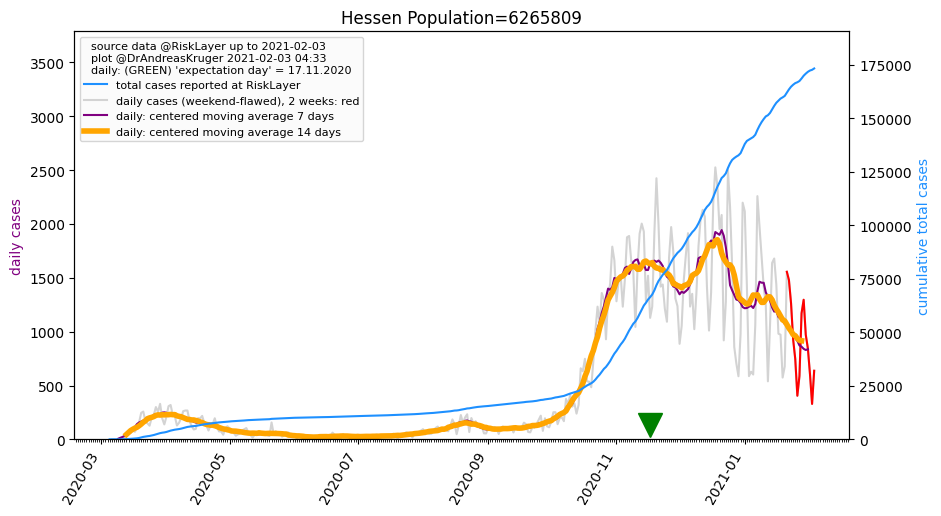 Hessen Population=6265809
source data @RiskLayer up to 2021-02-03
plot @DrAndreasKruger 2021-02-03 04:33
daily: (GREEN) 'expectation day' = 17.11.2020
total cases reported at RiskLayer
daily cases (weekend-flawed), 2 weeks: red
daily: centered moving average 7 days
daily: centered moving average 14 days
daily cases
3500
3000
2500
2000
1500
1000
500
0
175000
150000
125000
100000
75000
50000
25000
0
cumulative total cases
2020-03
2020-05
2020-07
2020-09
2020-11
2021-01